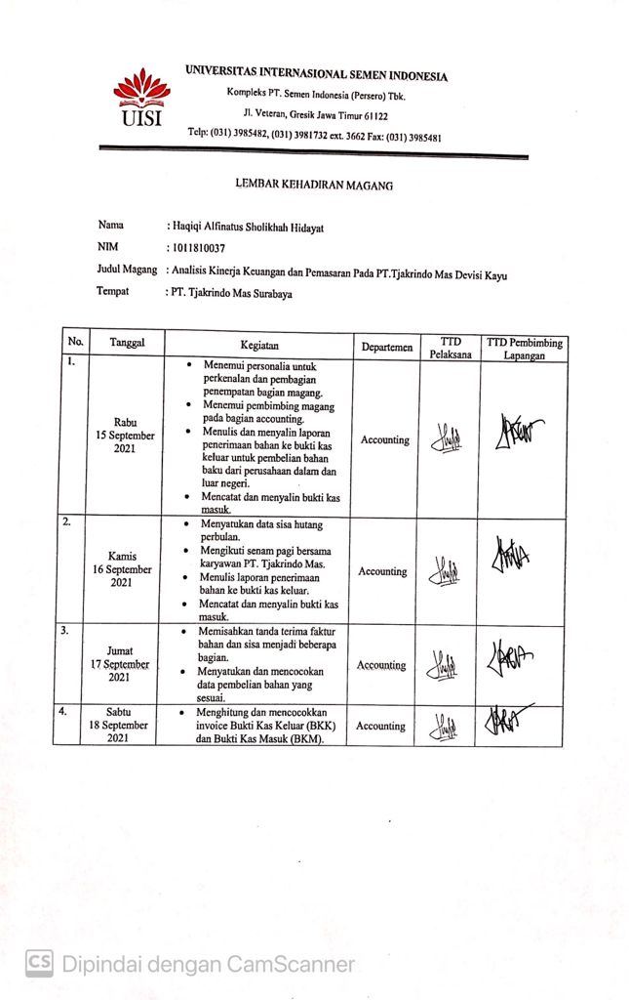 UNIVERSITAS INTERNASIONAL SEMEN INDONESIA
Kompleks PT. Semen Indonesia (Persero) Tbk.
Jl. Veteran, Gresik Jawa Timur 61122
Telp: (031) 3985482, (031) 3981732 ext. 3662 Fax: (031) 3985481
UISI
LEMBAR KEHADIRAN MAGANG
Nama : Haqiqi Alfinatus Sholikhah Hidayat
NIM : 1011810037
Judul Magang : Analisis Kinerja Keuangan dan Pemasaran Pada PT.Tjakrindo Mas Devisi Kayu
Tempat : PT. Tjakrindo Mas Surabaya
No. Tanggal Kegiatan Departemen TTD Pelaksana TTD Pembimbing Lapangan
1.
Rabu
15 September
2021
• Menemui personalia untuk
perkenalan dan pembagian
penempatan bagian magang.
• Menemui pembimbing magang
pada bagian accounting.
• Menulis dan menyalin laporan
penerimaan bahan ke bukti kas
keluar untuk pembelian bahan
baku dari perusahaan dalam dan
luar negeri.
• Mencatat dan menyalin bukti kas
masuk.
Accounting
2.
Kamis
16 September
2021
• Menyatukan data sisa hutang
perbulan.
• Mengikuti senam pagi bersama
karyawan PT. Tjakrindo Mas.
• Menulis laporan penerimaan
bahan ke bukti kas keluar.
• Mencatat dan menyalin bukti kas
masuk.
Accounting
3.
Jumat
17 September
2021
• Memisahkan tanda terima faktur
bahan dan sisa menjadi beberapa
bagian.
• Menyatukan dan mencocokan
data pembelian bahan yang
sesuai.
Accounting
4.
Sabtu
18 September
2021
• Menghitung dan mencocokkan
invoice Bukti Kas Keluar (BKK)
dan Bukti Kas Masuk (BKM).
Accounting
CS Dipindai dengan CamScanner